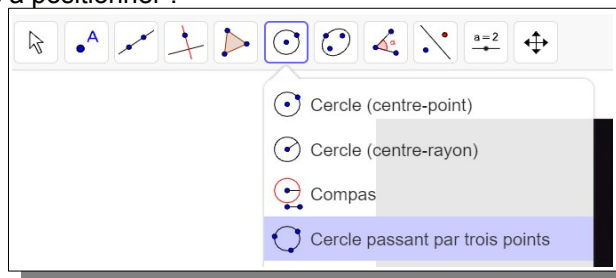 à positionner ?
A
α
a=2
Cercle (centre-point)
Cercle (centre-rayon)
Compas
Cercle passant par trois points